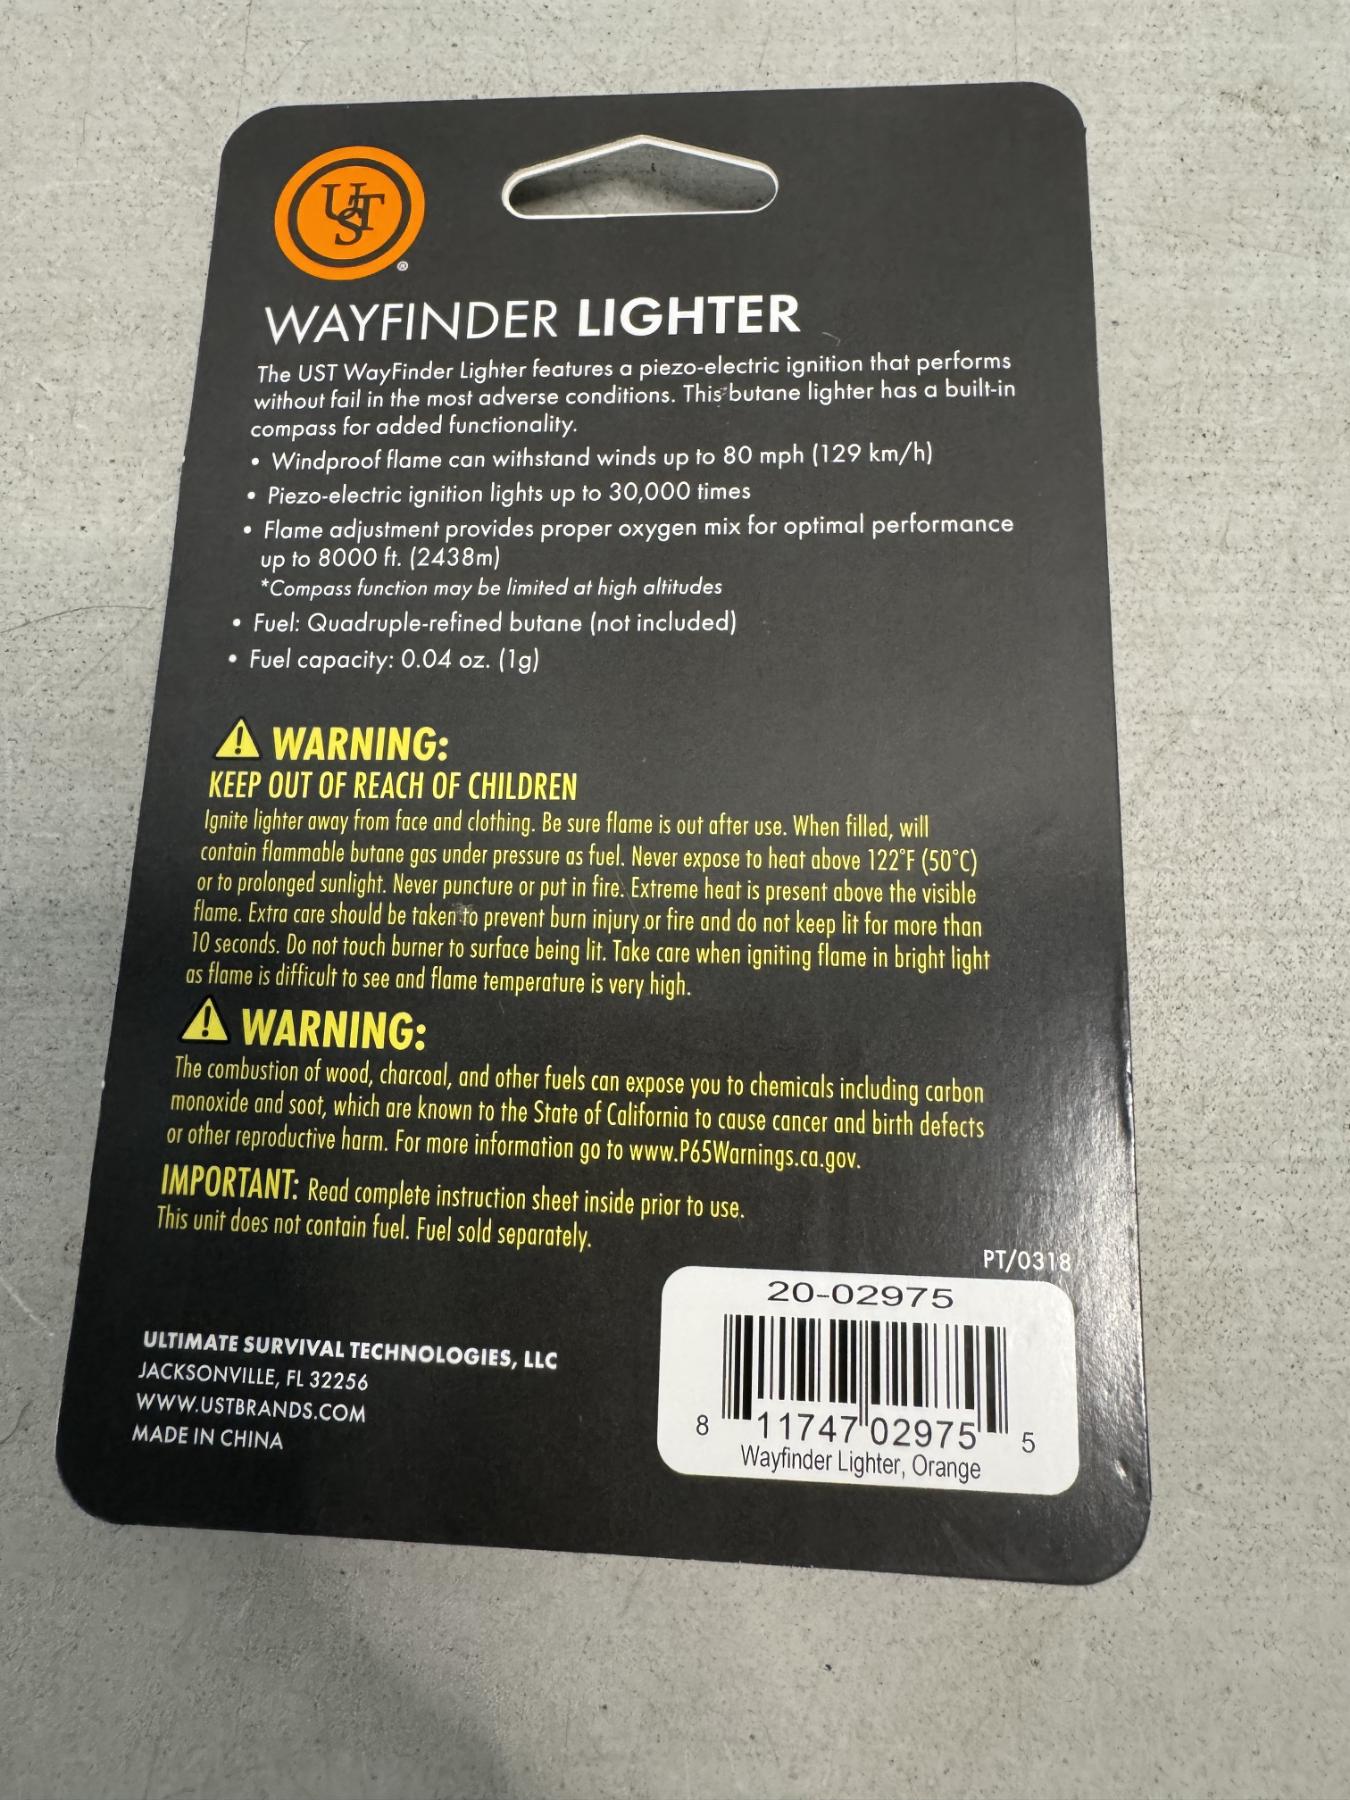 UST
®
WAYFINDER LIGHTER
The UST WayFinder Lighter features a piezo-electric ignition that performs
without fail in the most adverse conditions. This butane lighter has a built-in
compass for added functionality.
• Windproof flame can withstand winds up to 80 mph (129 km/h)
• Piezo-electric ignition lights up to 30,000 times
• Flame adjustment provides proper oxygen mix for optimal performance
up to 8000 ft. (2438m)
*Compass function may be limited at high altitudes
• Fuel: Quadruple-refined butane (not included)
• Fuel capacity: 0.04 oz. (1g)
WARNING:
KEEP OUT OF REACH OF CHILDREN
Ignite lighter away from face and clothing. Be sure flame is out after use. When filled, will
contain flammable butane gas under pressure as fuel. Never expose to heat above 122°F (50°C)
or to prolonged sunlight. Never puncture or put in fire. Extreme heat is present above the visible
flame. Extra care should be taken to prevent burn injury or fire and do not keep lit for more than
10 seconds. Do not touch burner to surface being lit. Take care when igniting flame in bright light
as flame is difficult to see and flame temperature is very high.
WARNING:
The combustion of wood, charcoal, and other fuels can expose you to chemicals including carbon
monoxide and soot, which are known to the State of California to cause cancer and birth defects
or other reproductive harm. For more information go to www.P65Warnings.ca.gov.
IMPORTANT: Read complete instruction sheet inside prior to use.
This unit does not contain fuel. Fuel sold separately.
PT/0318
20-02975
8 11747 02975 5
Wayfinder Lighter, Orange
ULTIMATE SURVIVAL TECHNOLOGIES, LLC
JACKSONVILLE, FL 32256
WWW.USTBRANDS.COM
MADE IN CHINA